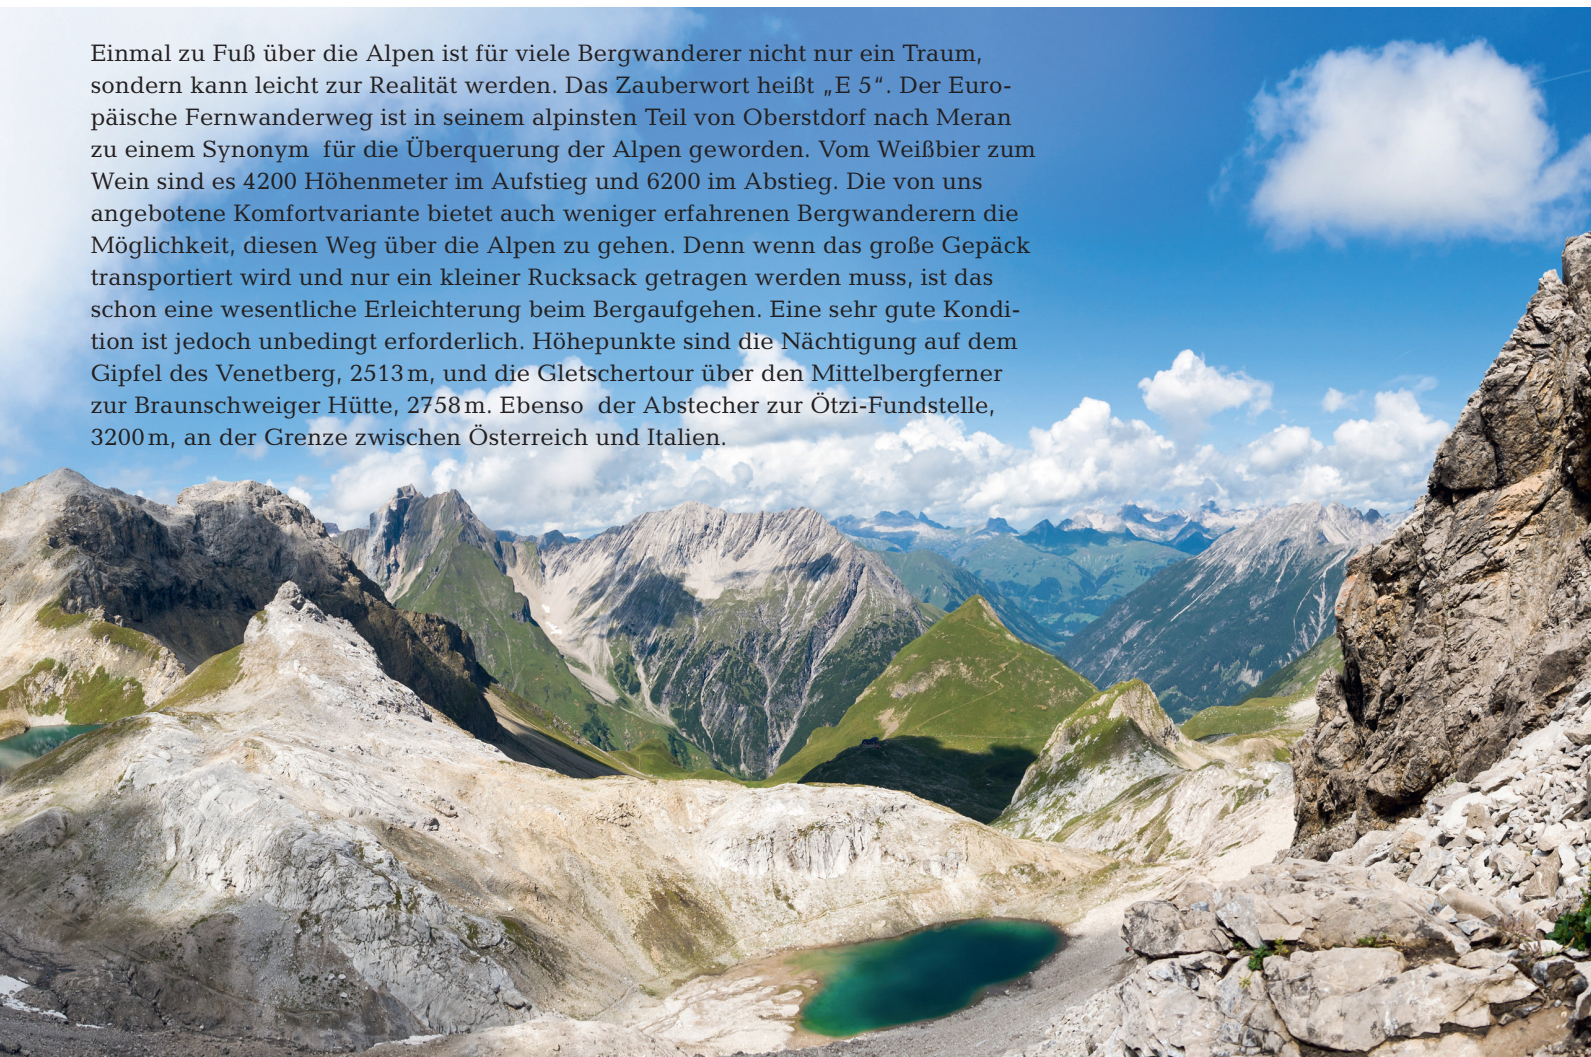 Einmal zu Fuß über die Alpen ist für viele Bergwanderer nicht nur ein Traum,
sondern kann leicht zur Realität werden. Das Zauberwort heißt „E 5“. Der Euro-
päische Fernwanderweg ist in seinem alpinsten Teil von Oberstdorf nach Meran
zu einem Synonym  für die Überquerung der Alpen geworden. Vom Weißbier zum
Wein sind es 4200 Höhenmeter im Aufstieg und 6200 im Abstieg. Die von uns
angebotene Komfortvariante bietet auch weniger erfahrenen Bergwanderern die
Möglichkeit, diesen Weg über die Alpen zu gehen. Denn wenn das große Gepäck
transportiert wird und nur ein kleiner Rucksack getragen werden muss, ist das
schon eine wesentliche Erleichterung beim Bergaufgehen. Eine sehr gute Kondi-
tion ist jedoch unbedingt erforderlich. Höhepunkte sind die Nächtigung auf dem
Gipfel des Venetberg, 2513 m, und die Gletschertour über den Mittelbergferner
zur Braunschweiger Hütte, 2758 m. Ebenso  der Abstecher zur Ötzi-Fundstelle,
3200 m, an der Grenze zwischen Österreich und Italien.